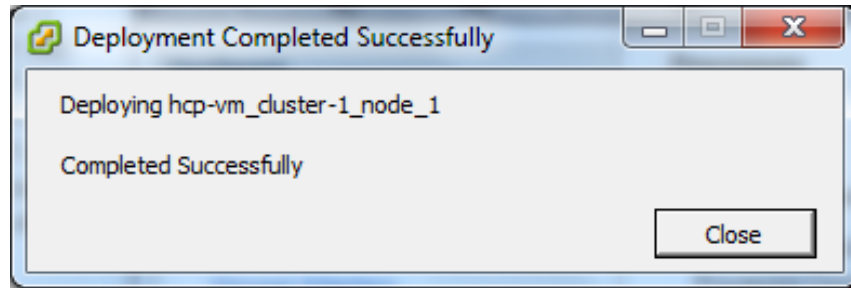 Deployment Completed Successfully
Deploying hcp-vm_cluster-1_node_1
Completed Successfully
Close